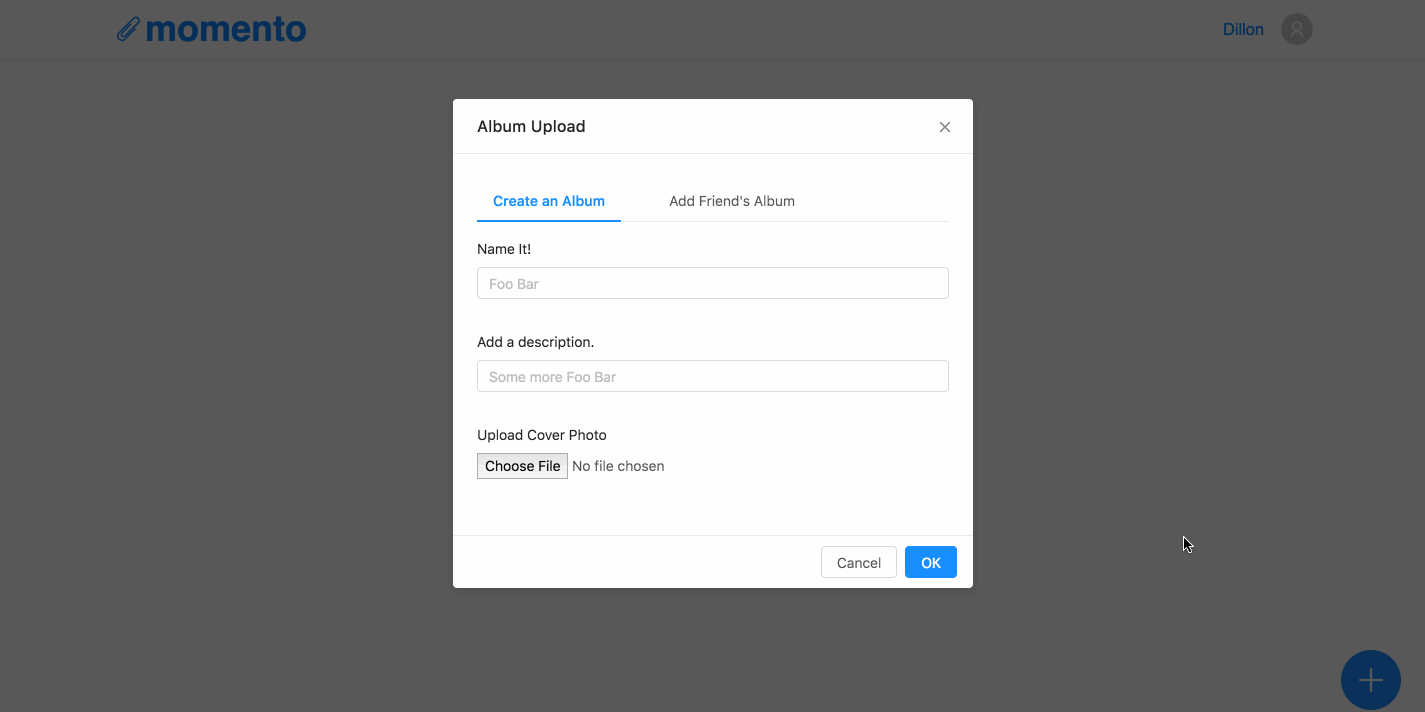 momento
Dillon
Album Upload
Create an Album
Add Friend's Album
Name It!
Foo Bar
Add a description.
Some more Foo Bar
Upload Cover Photo
Choose File No file chosen
Cancel
OK